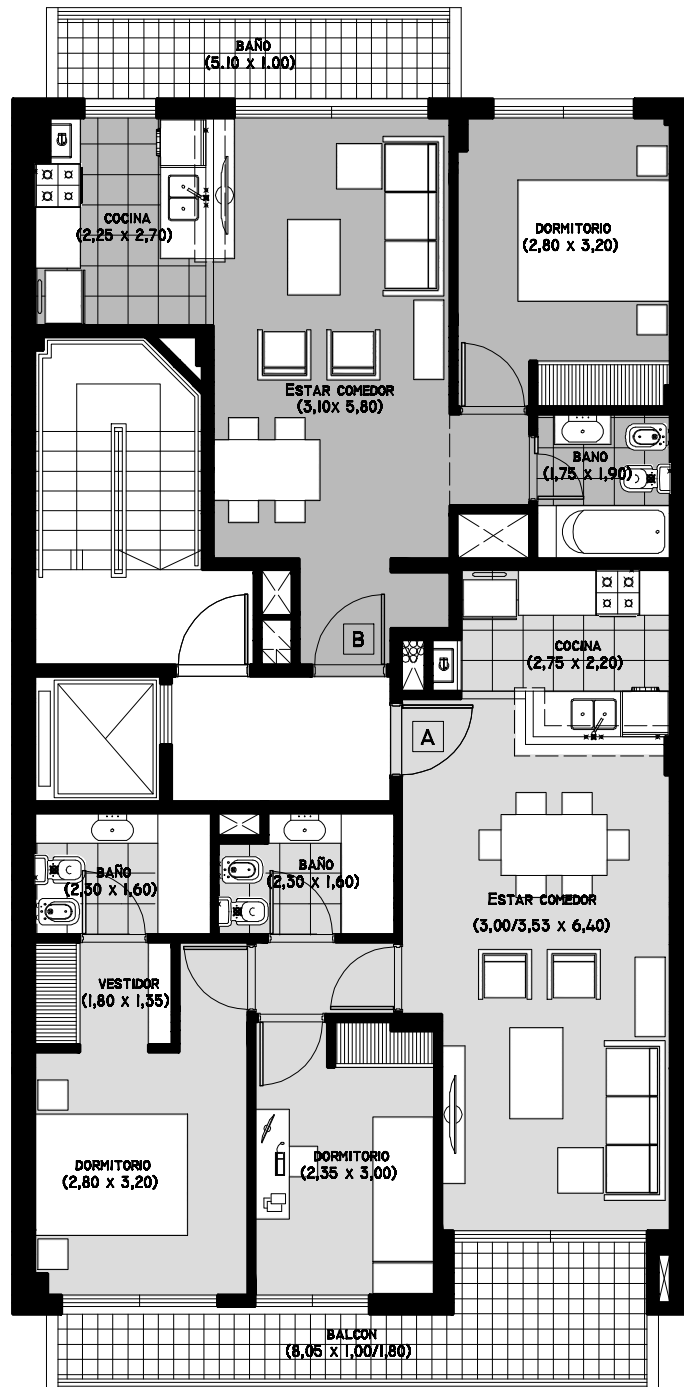 BAÑO
(5.10 x 1.00)
COCINA
(2,25 x 2,70)
DORMITORIO
(2,80 x 3,20)
ESTAR COMEDOR
(3,10x 5,80)
BANO
(1,75 x 1,90)
B
COCINA
(2,75 x 2,20)
A
BAÑO
(2,30 x 1,60)
BAÑO
(2,30 x 1,60)
ESTAR COMEDOR
(3,00/3,53 x 6,40)
VESTIDOR
(1,80 x 1,35)
DORMITORIO
(2,80 x 3,20)
DORMITORIO
(2,35 x 3,00)
BALCON
(8,05 x 1,00/1,80)